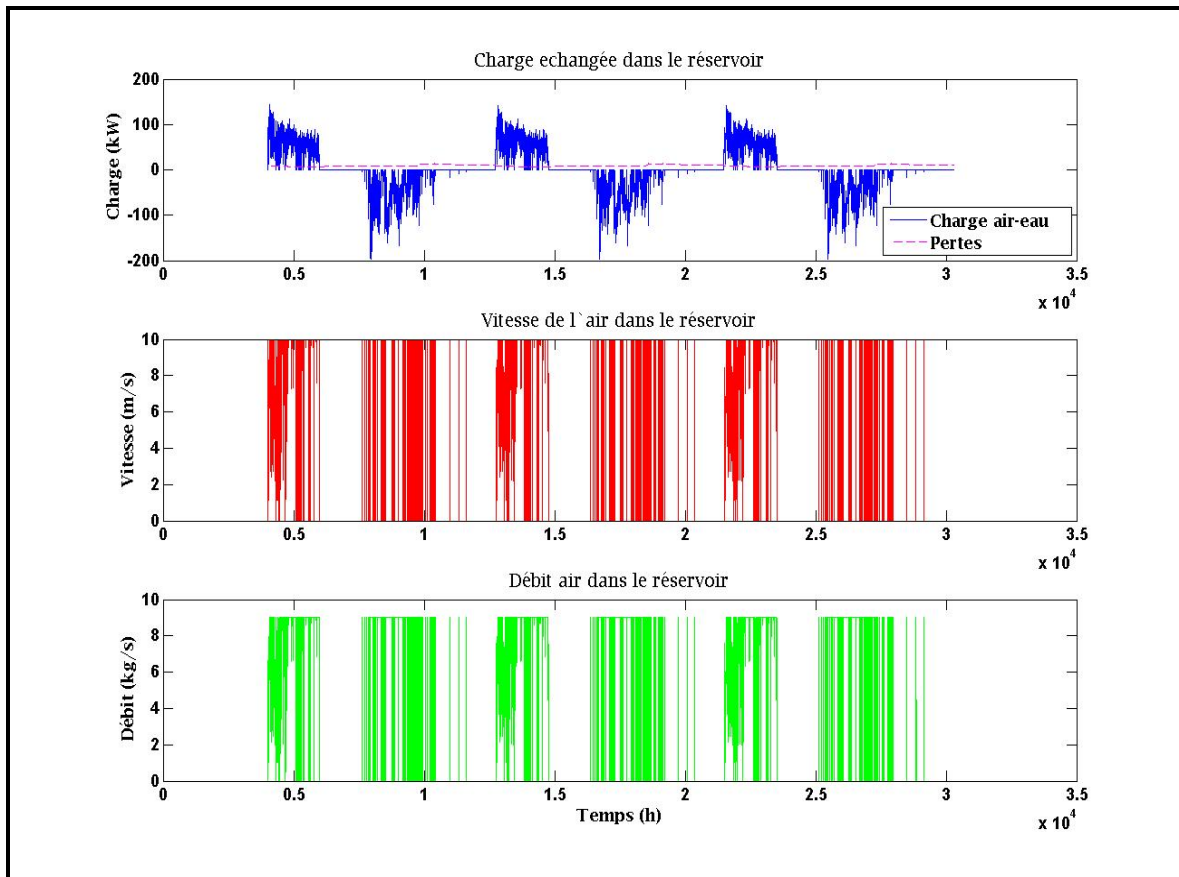 Charge echangée dans le réservoir
200
100
0
-100
-200
Charge (kW)
Charge air-eau
Pertes
0 0.5 1 1.5 2 2.5 3 3.5
x 10^4
Vitesse de l`air dans le réservoir
10
8
6
4
2
0
Vitesse (m/s)
0 0.5 1 1.5 2 2.5 3 3.5
x 10^4
Débit air dans le réservoir
10
8
6
4
2
0
Débit (kg/s)
0 0.5 1 1.5 2 2.5 3 3.5
Temps (h)
x 10^4